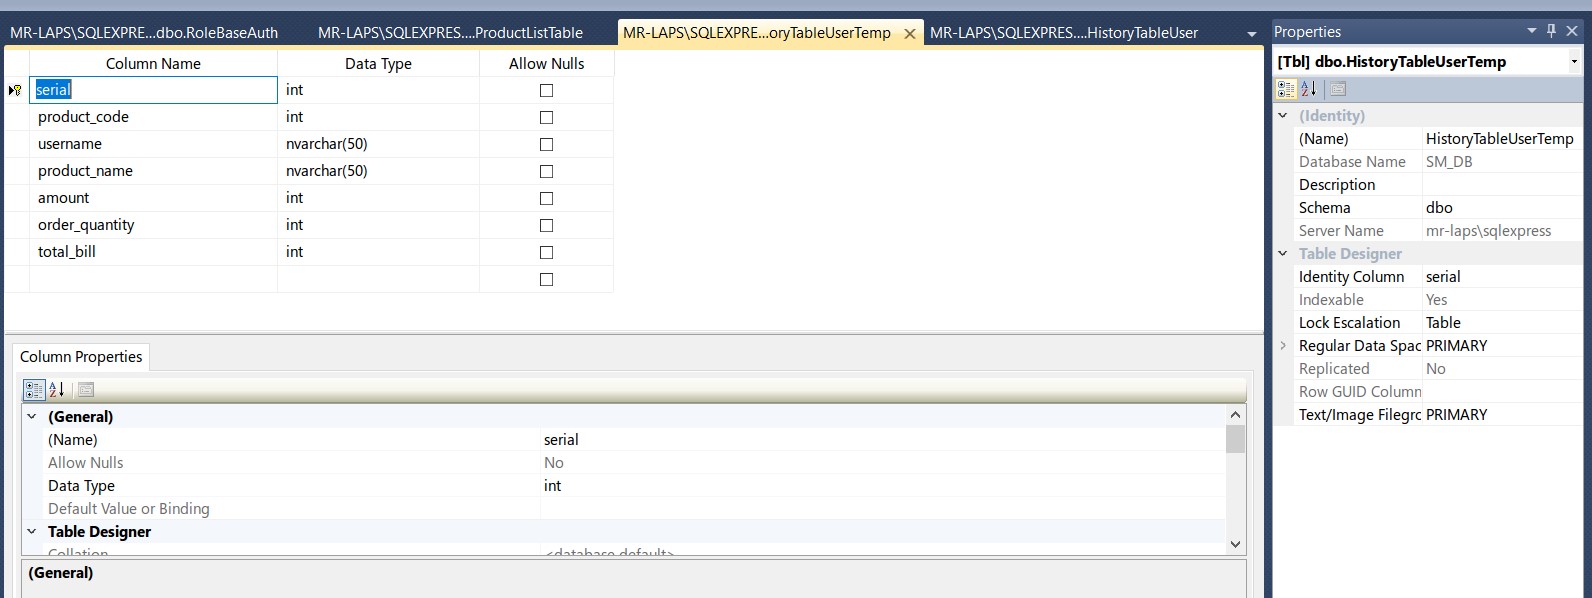 MR-LAPS\SQLEXPRE...dbo.RoleBaseAuth MR-LAPS\SQLEXPRES....ProductListTable MR-LAPS\SQLEXPRE...oryTableUserTemp MR-LAPS\SQLEXPRES....HistoryTableUser
Column Name Data Type Allow Nulls
serial int
product_code int
username nvarchar(50)
product_name nvarchar(50)
amount int
order_quantity int
total_bill int
Column Properties
(General)
(Name) serial
Allow Nulls No
Data Type int
Default Value or Binding
Table Designer
Collation <database default>
(General)
Properties
[Tbl] dbo.HistoryTableUserTemp
(Identity)
(Name) HistoryTableUserTemp
Database Name SM_DB
Description
Schema dbo
Server Name mr-laps\sqlexpress
Table Designer
Identity Column serial
Indexable Yes
Lock Escalation Table
Regular Data Spac PRIMARY
Replicated No
Row GUID Column
Text/Image Filegro PRIMARY